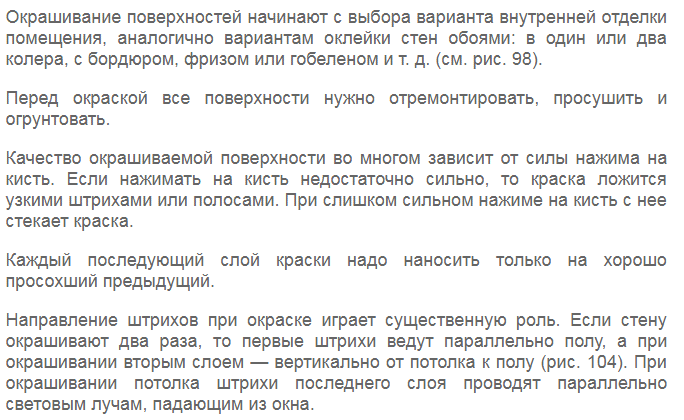 Окрашивание поверхностей начинают с выбора варианта внутренней отделки
помещения, аналогично вариантам оклейки стен обоями: в один или два
колера, с бордюром, фризом или гобеленом и т. д. (см. рис. 98).
Перед окраской все поверхности нужно отремонтировать, просушить и
огрунтовать.
Качество окрашиваемой поверхности во многом зависит от силы нажима на
кисть. Если нажимать на кисть недостаточно сильно, то краска ложится
узкими штрихами или полосами. При слишком сильном нажиме на кисть с нее
стекает краска.
Каждый последующий слой краски надо наносить только на хорошо
просохший предыдущий.
Направление штрихов при окраске играет существенную роль. Если стену
окрашивают два раза, то первые штрихи ведут параллельно полу, а при
окрашивании вторым слоем — вертикально от потолка к полу (рис. 104). При
окрашивании потолка штрихи последнего слоя проводят параллельно
световым лучам, падающим из окна.